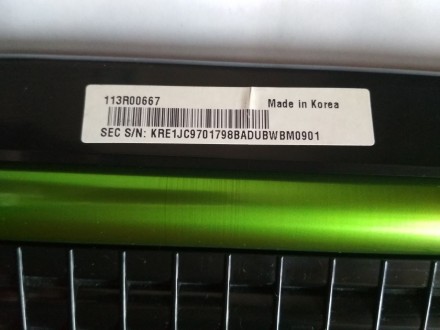 113R00667
Made in Korea
SEC S/N: KRE1JC9701798BADUBWBM0901